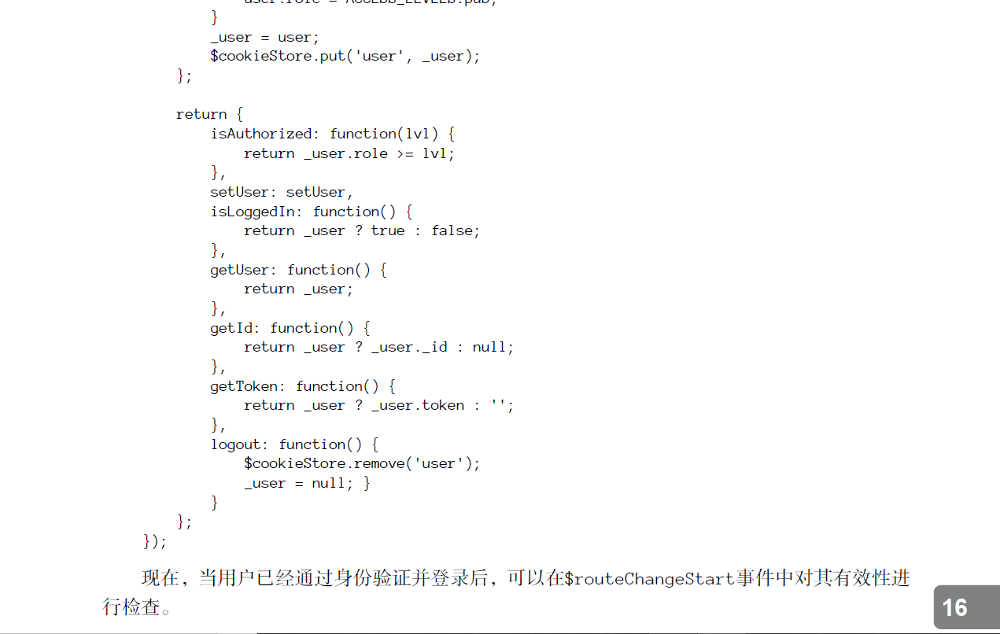 user.role = ACCESS_LEVELS.pub;
}
_user = user;
$cookieStore.put('user', _user);
};
return {
isAuthorized: function(lvl) {
return _user.role >= lvl;
},
setUser: setUser,
isLoggedIn: function() {
return _user ? true : false;
},
getUser: function() {
return _user;
},
getId: function() {
return _user ? _user._id : null;
},
getToken: function() {
return _user ? _user.token : '';
},
logout: function() {
$cookieStore.remove('user');
_user = null; }
}
};
});
现在，当用户已经通过身份验证并登录后，可以在$routeChangeStart事件中对其有效性进
行检查。
16